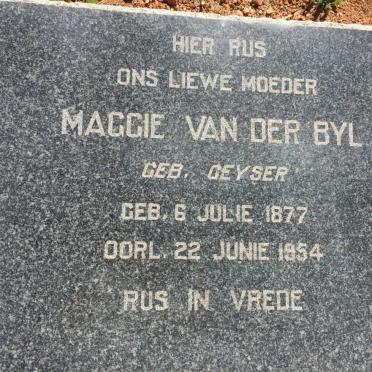 HIER RUS
ONS LIEWE MOEDER
MAGGIE VAN DER BYL
GEB. GEYSER
GEB. 6 JULIE 1877
OORL. 22 JUNIE 1954
RUS IN VREDE